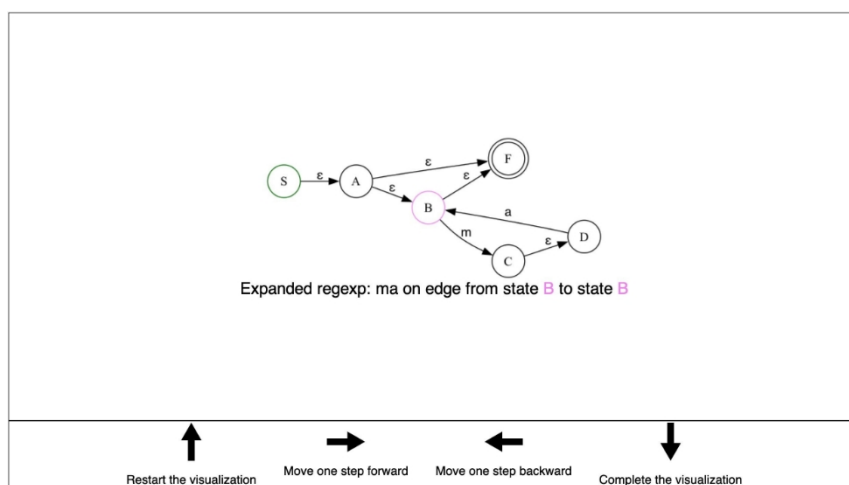 ε
F
S
ε
A
ε
ε
B
a
D
m
ε
C
Expanded regexp: ma on edge from state B to state B
Restart the visualization
Move one step forward
Move one step backward
Complete the visualization